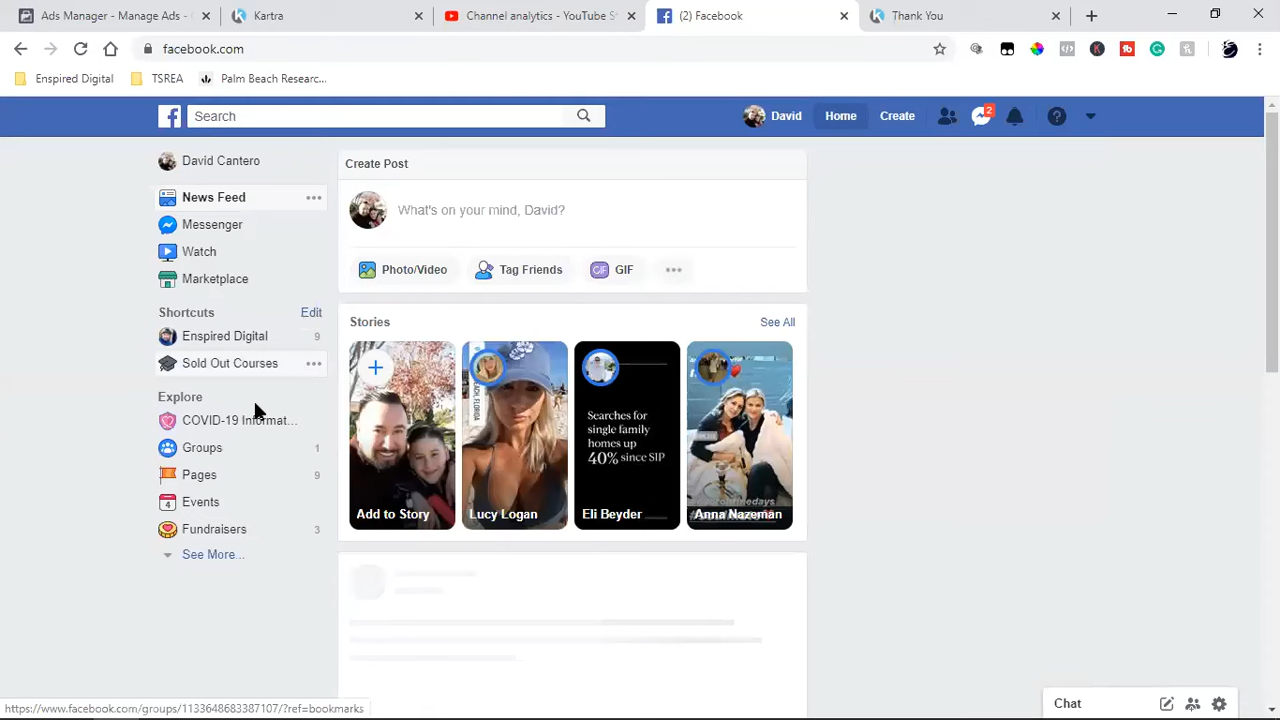 Ads Manager - Manage Ads -
Kartra
Channel analytics - YouTube S
(2) Facebook
Thank You
facebook.com
Enspired Digital
TSREA
Palm Beach Researc...
Search
David
Home
Create
2
David Cantero
News Feed
Messenger
Watch
Marketplace
Shortcuts
Edit
Enspired Digital
9
Sold Out Courses
Explore
COVID-19 Informat...
Groups
1
Pages
9
4
Events
Fundraisers
3
See More...
Create Post
What's on your mind, David?
Photo/Video
Tag Friends
GIF
GIF
Stories
See All
Add to Story
Lucy Logan
Searches for
single family
homes up
40% since SIP
Eli Beyder
Anna Nazeman
https://www.facebook.com/groups/1133648683387107/?ref=bookmarks
Chat